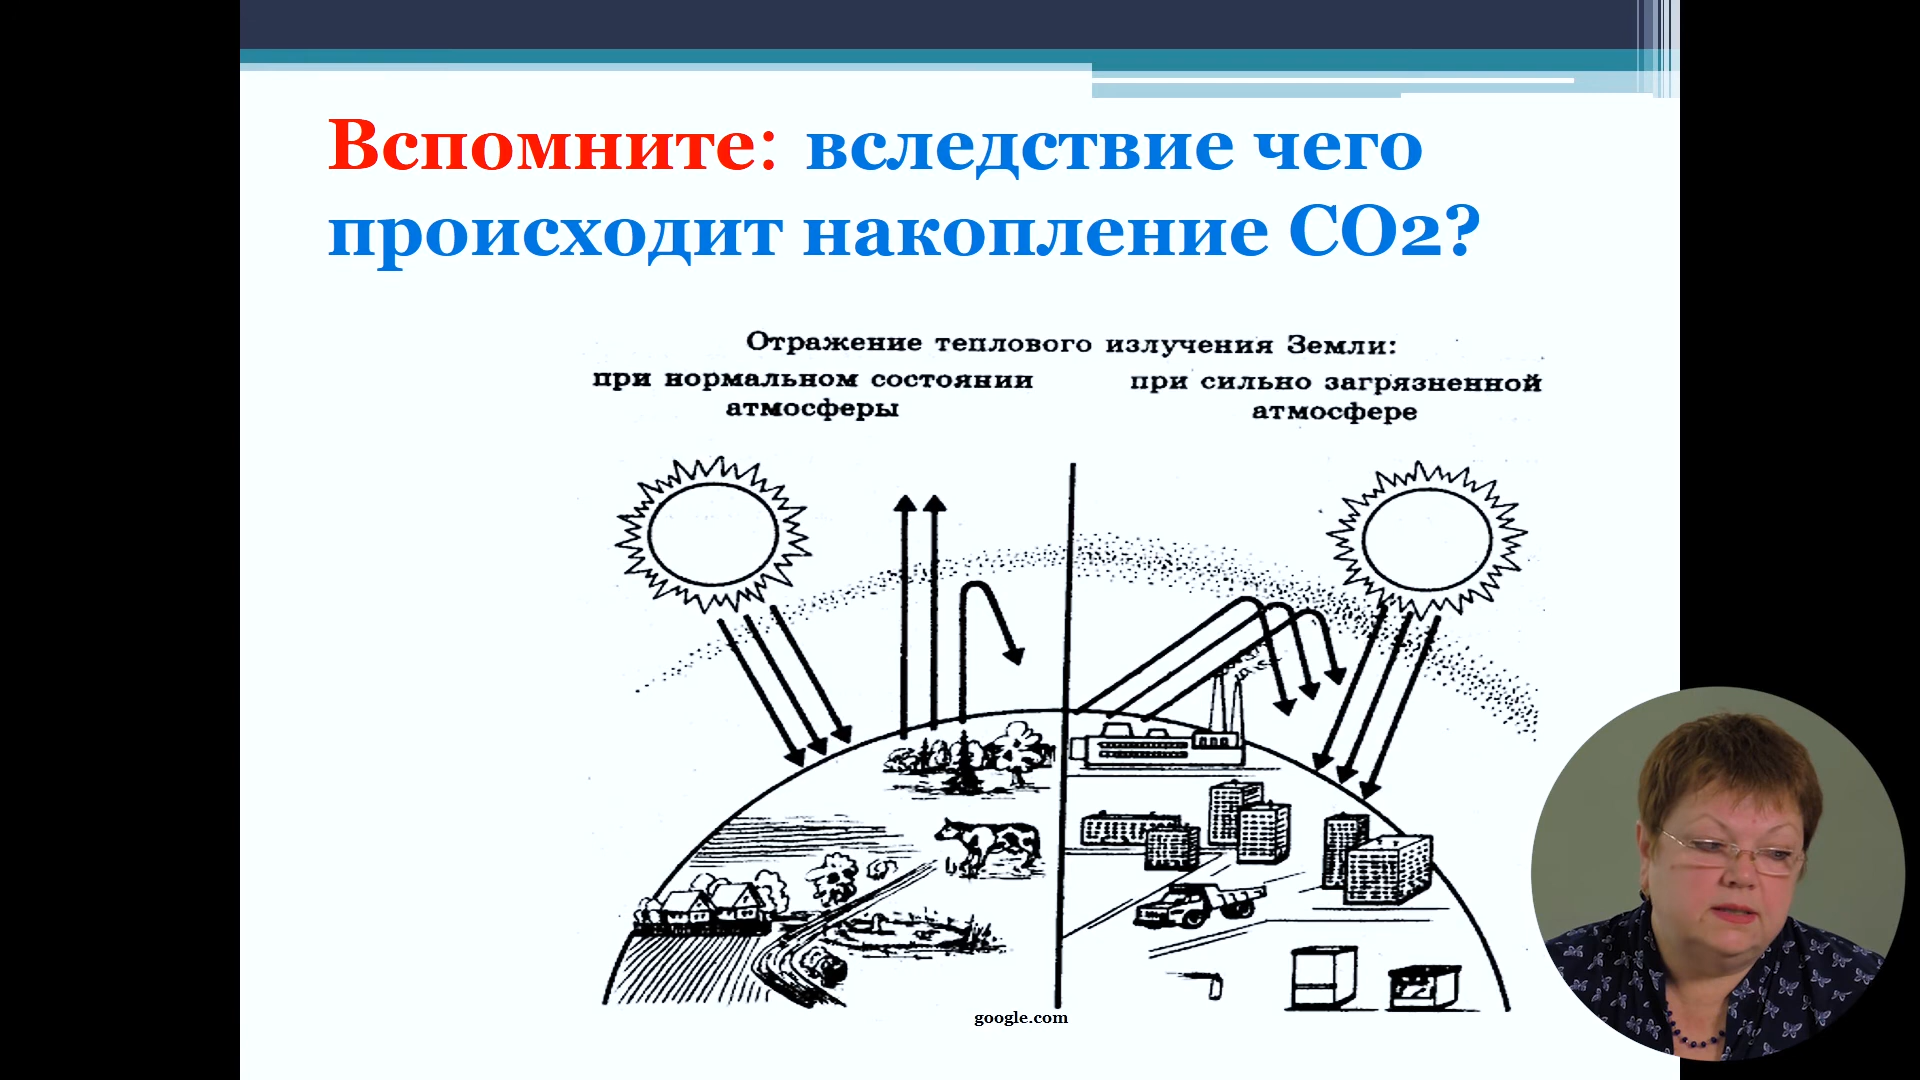 Вспомните: вследствие чего
происходит накопление СО2?
Отражение теплового излучения Земли:
при нормальном состоянии
атмосферы
при сильно загрязненной
атмосфере
google.com